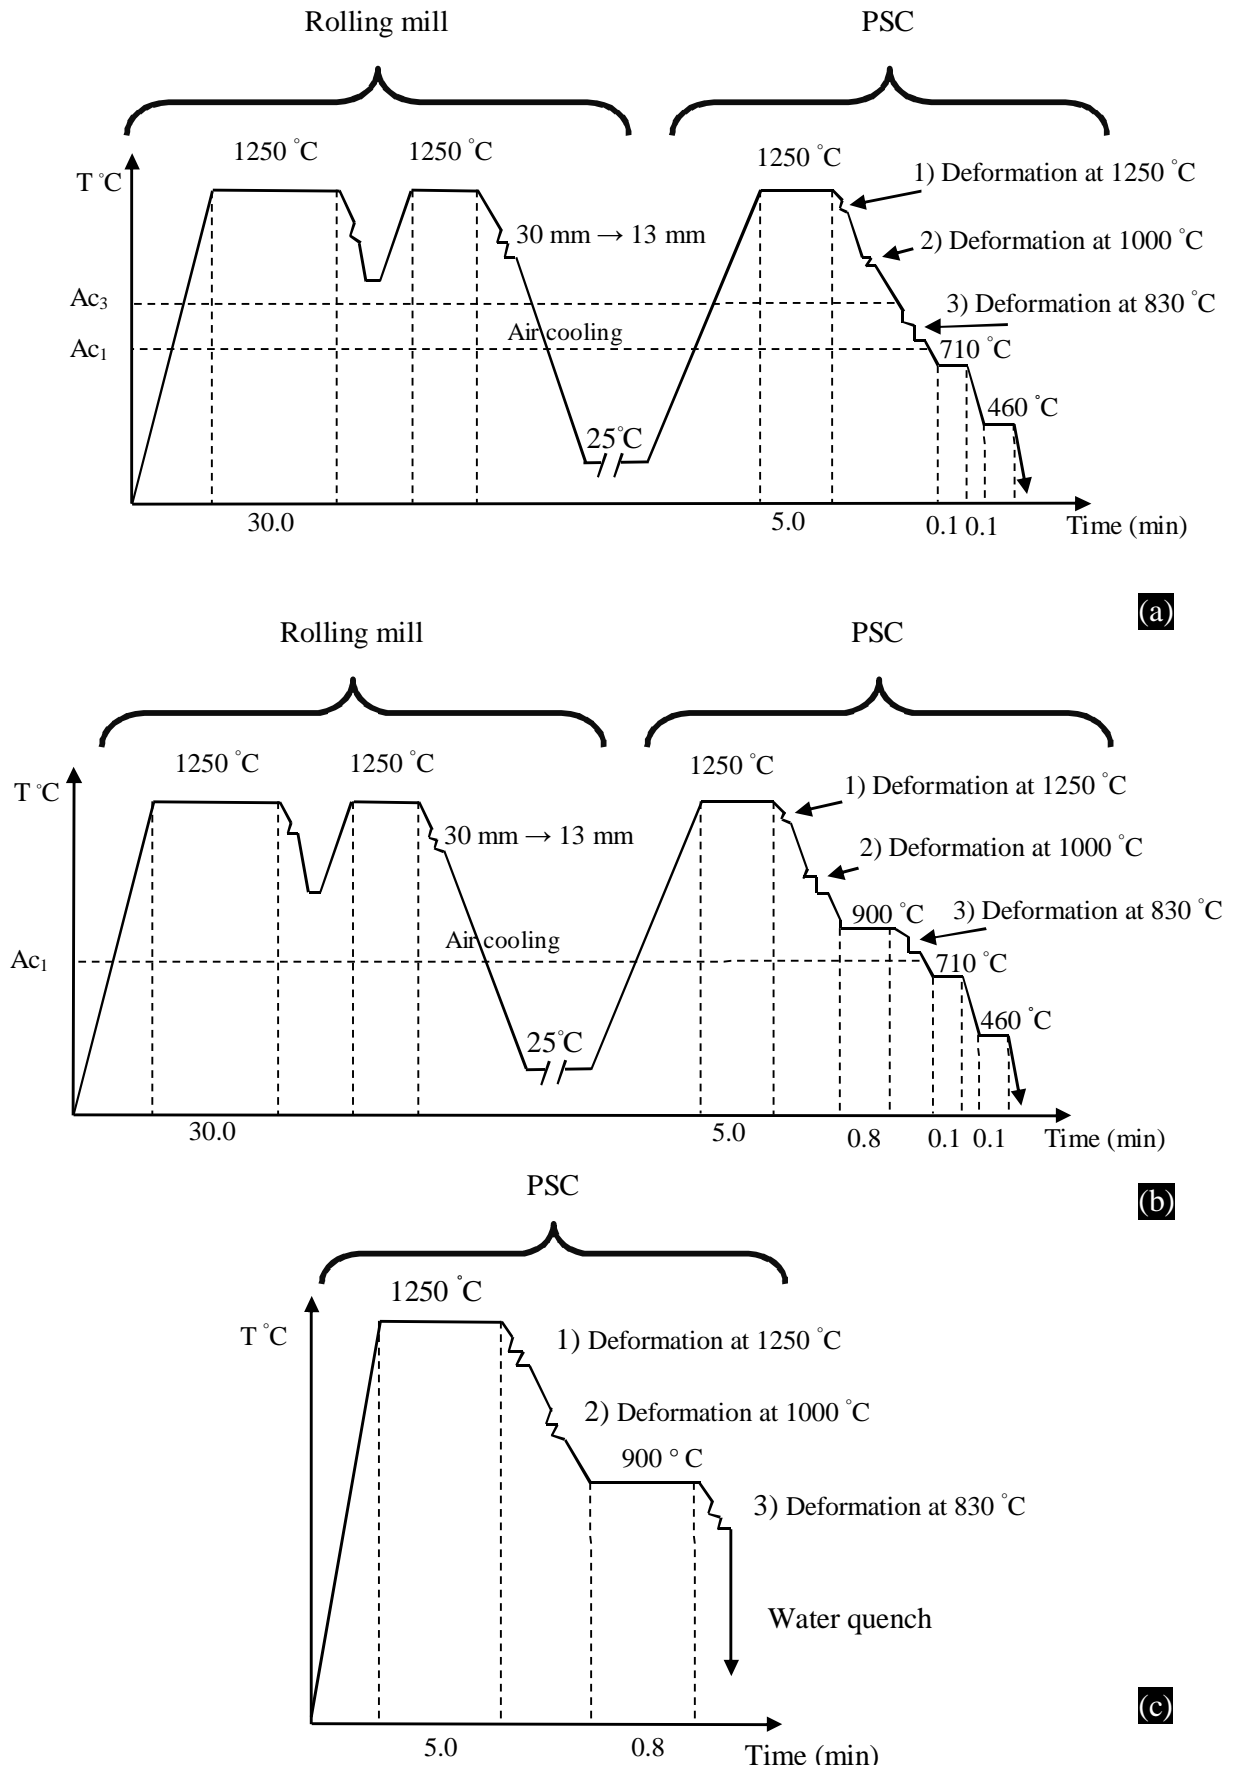 Rolling mill
PSC
1250 °C
1250 °C
1250 °C
T °C
1) Deformation at 1250 °C
30 mm → 13 mm
2) Deformation at 1000 °C
Ac3
3) Deformation at 830 °C
Air cooling
Ac1
710 °C
460 °C
25°C
30.0
5.0
0.1
0.1
Time (min)
(a)
Rolling mill
PSC
1250 °C
1250 °C
1250 °C
T °C
1) Deformation at 1250 °C
30 mm → 13 mm
2) Deformation at 1000 °C
900 °C
3) Deformation at 830 °C
Air cooling
Ac1
710 °C
460 °C
25°C
30.0
5.0
0.8
0.1
0.1
Time (min)
(b)
PSC
1250 °C
T °C
1) Deformation at 1250 °C
2) Deformation at 1000 °C
900 ° C
3) Deformation at 830 °C
Water quench
(c)
5.0
0.8
Time (min)